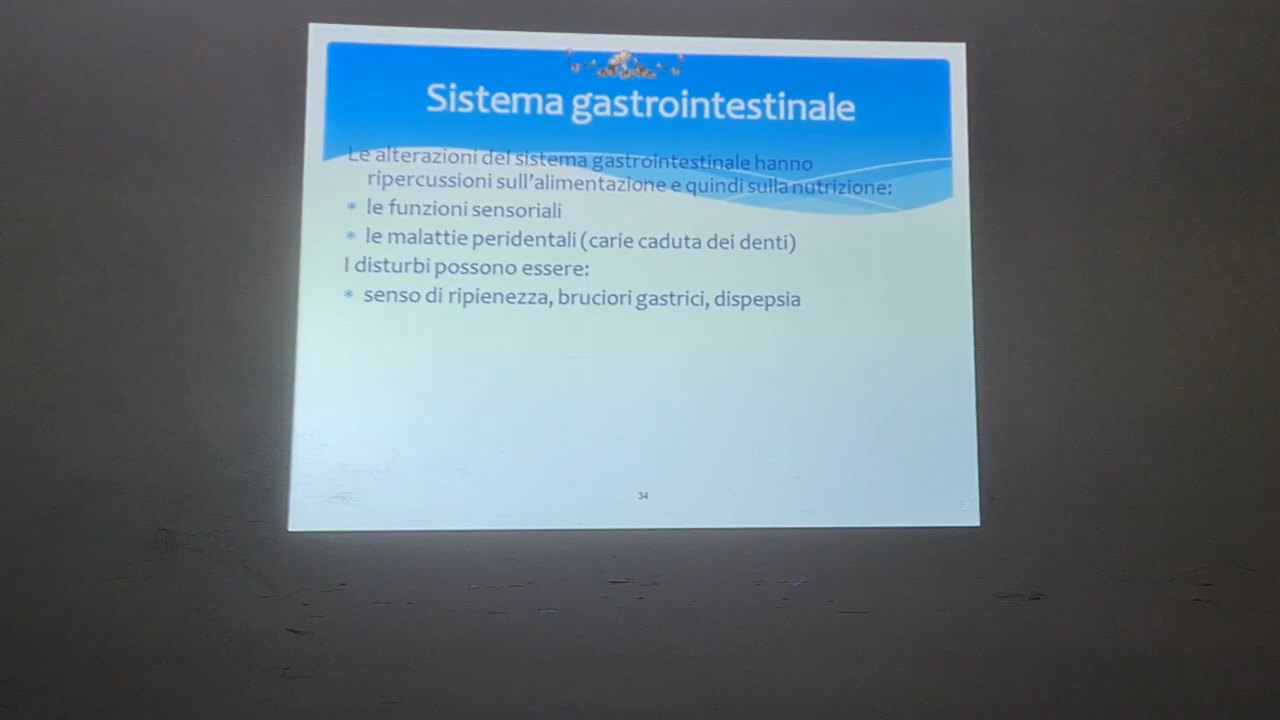 Sistema gastrointestinale
Le alterazioni del sistema gastrointestinale hanno
ripercussioni sull'alimentazione e quindi sulla nutrizione:
* le funzioni sensoriali
* le malattie peridentali (carie caduta dei denti)
I disturbi possono essere:
* senso di ripienezza, bruciori gastrici, dispepsia
34